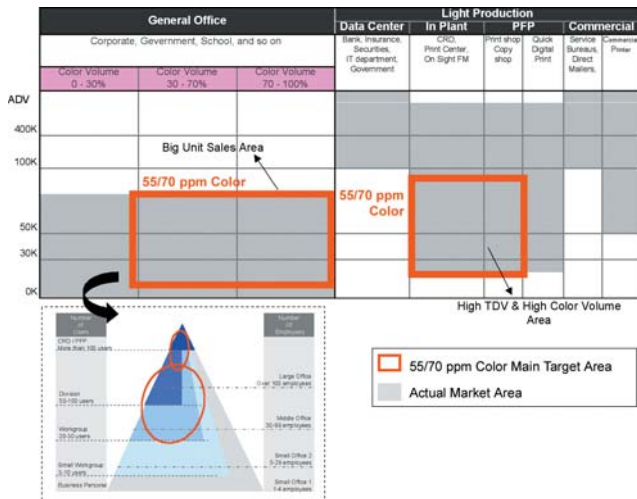 General Office
Light Production
Data Center
In Plant
PFP
Commercial
Corporate, Government, School, and so on
Bank, Insurance,
Securities,
IT department,
Government
CRD,
Print Center,
On Sight FM
Print shop
Copy
shop
Quick
Digital
Print
Service
Bureaus,
Direct
Mailers,
Commercial
Printer
Color Volume
0 - 30%
Color Volume
30 - 70%
Color Volume
70 - 100%
ADV
400K
100K
50K
30K
0K
Big Unit Sales Area
55/70 ppm Color
55/70 ppm
Color
High TDV & High Color Volume
Area
Number
Of
Users
Number
Of
Employees
CRD / PFP
More than 100 users
Large Office
Over 100 employees
Division
50-100 users
Middle Office
30-99 employees
Workgroup
20-50 users
Small Office 2
5-29 employees
Small Workgroup
5-20 users
Small Office 1
1-4 employees
Business Personal
55/70 ppm Color Main Target Area
Actual Market Area